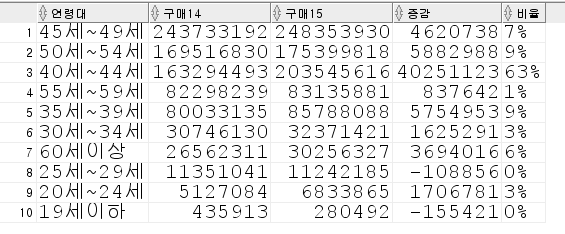 연령대 구매14 구매15 증감 비율
1 45세~49세 243733192 248353930 4620738 7%
2 50세~54세 169516830 175399818 5882988 9%
3 40세~44세 163294493 203545616 40251123 63%
4 55세~59세 82298239 83135881 837642 1%
5 35세~39세 80033135 85788088 5754953 9%
6 30세~34세 30746130 32371421 1625291 3%
7 60세이상 26562311 30256327 3694016 6%
8 25세~29세 11351041 11242185 -108856 0%
9 20세~24세 5127084 6833865 1706781 3%
10 19세이하 435913 280492 -155421 0%